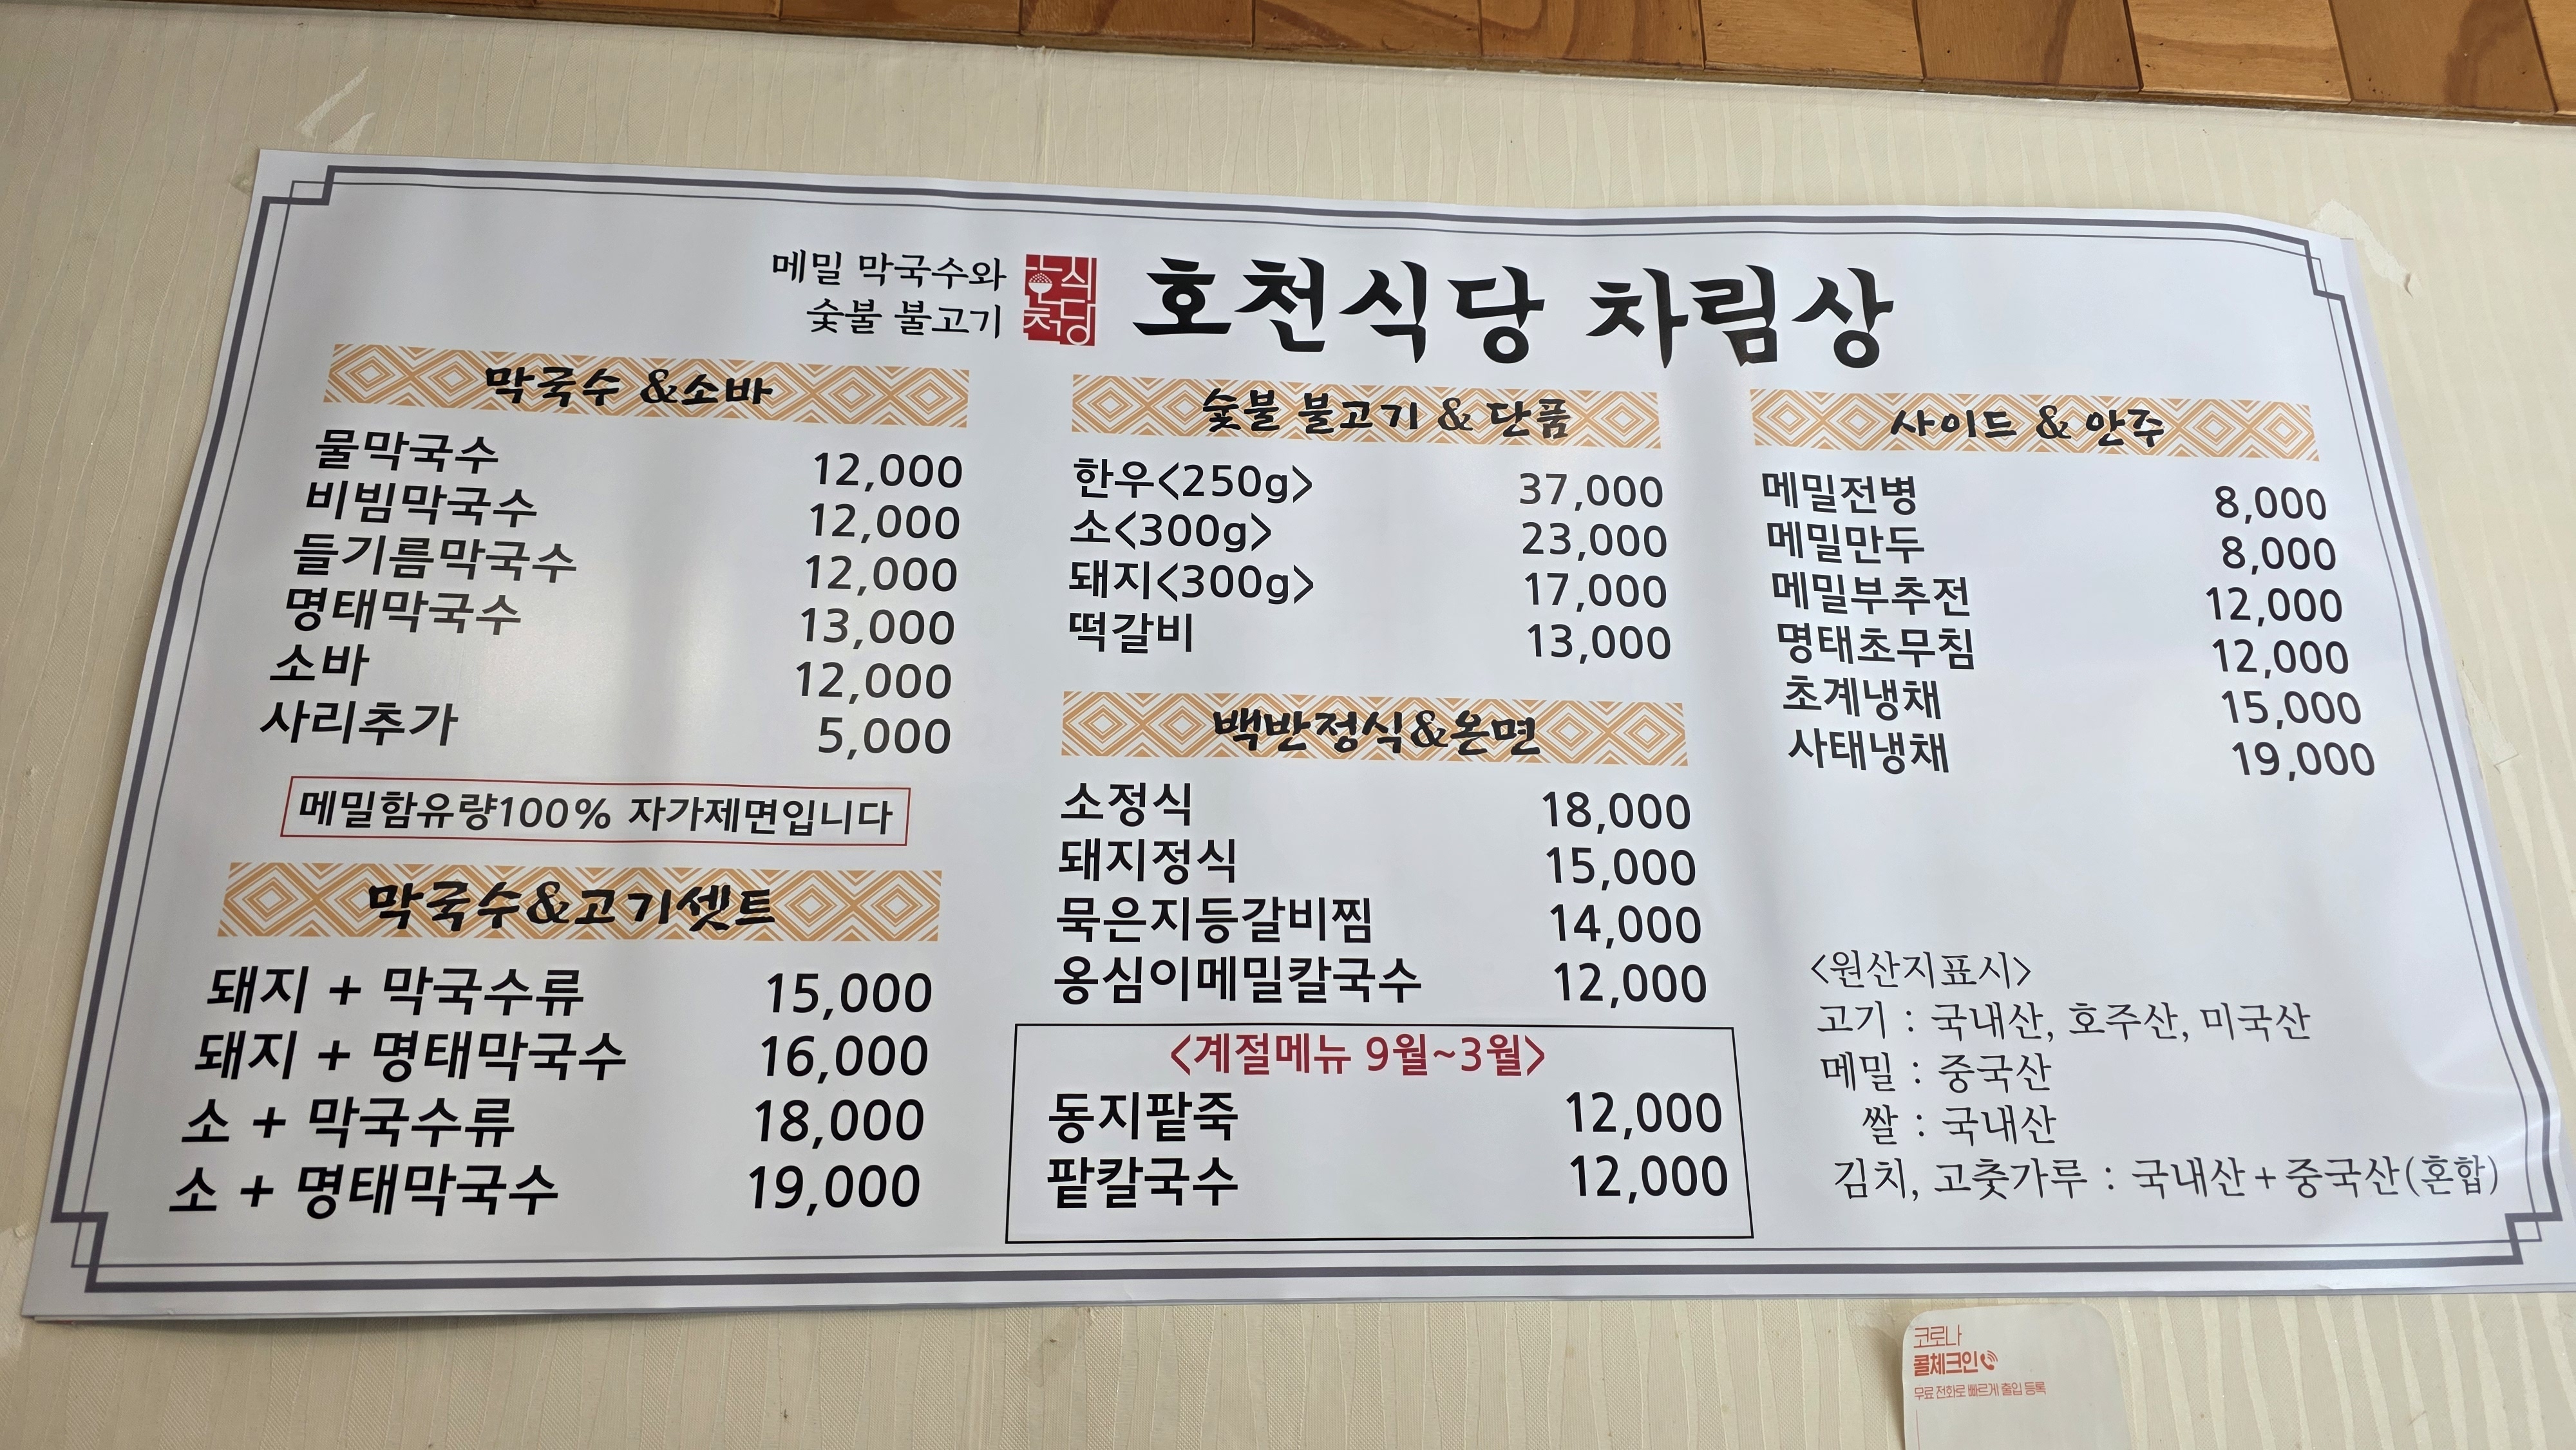 메밀 막국수와
숯불 불고기
호천식당
호천식당 차림상
막국수 &소바
물막국수 12,000
비빔막국수 12,000
들기름막국수 12,000
명태막국수 13,000
소바 12,000
사리추가 5,000
메밀함유량100% 자가제면입니다
막국수&고기셋트
돼지 + 막국수류 15,000
돼지 + 명태막국수 16,000
소 + 막국수류 18,000
소 + 명태막국수 19,000
숯불 불고기 & 단품
한우<250g> 37,000
소<300g> 23,000
돼지<300g> 17,000
떡갈비 13,000
백반정식&온면
소정식 18,000
돼지정식 15,000
묵은지등갈비찜 14,000
옹심이메밀칼국수 12,000
<계절메뉴 9월~3월>
동지팥죽 12,000
팥칼국수 12,000
사이드 & 안주
메밀전병 8,000
메밀만두 8,000
메밀부추전 12,000
명태초무침 12,000
초계냉채 15,000
사태냉채 19,000
<원산지표시>
고기 : 국내산, 호주산, 미국산
메밀 : 중국산
쌀 : 국내산
김치, 고춧가루 : 국내산+중국산(혼합)
코로나
콜체크인
무료 전화로 빠르게 출입 등록